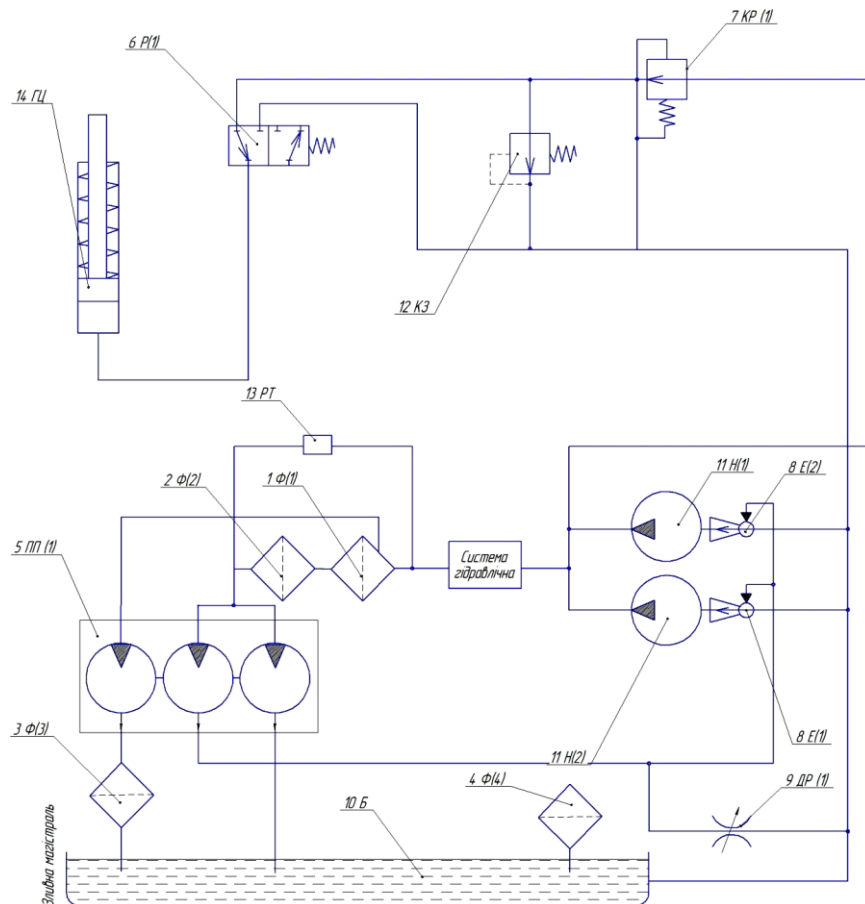 7 КР (1)
6 Р(1)
14 ГЦ
12 КЗ
13 РТ
2 Ф(2)
1 Ф(1)
11 Н(1)
8 Е(2)
5 ПП (1)
Система
гідравлічна
3 Ф(3)
11 Н(2)
8 Е(1)
4 Ф(4)
9 ДР (1)
10 Б
Зливна магістраль